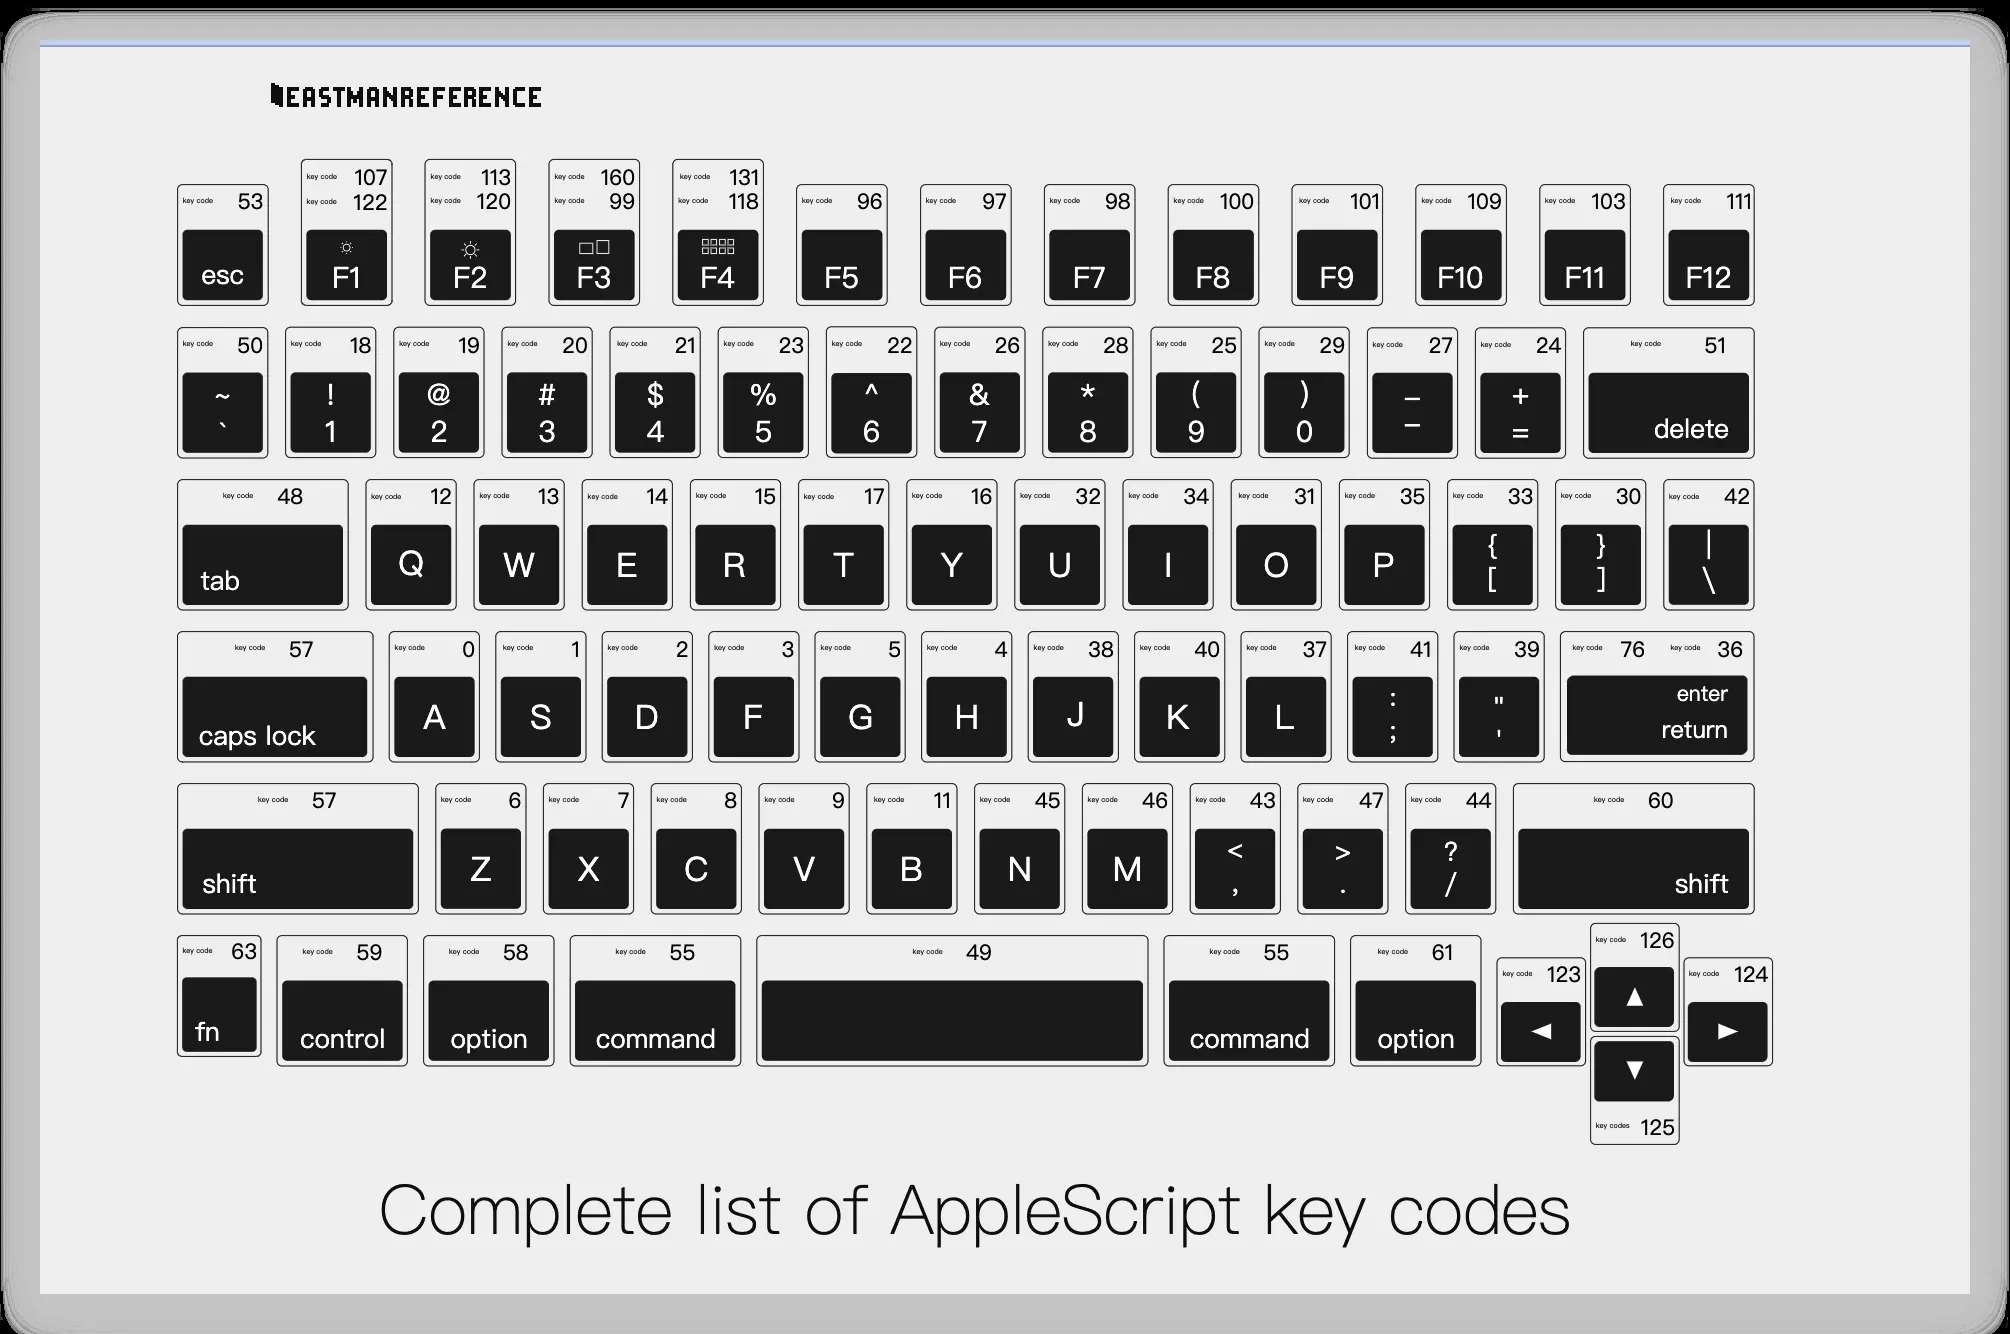 EASTMANREFERENCE
key code 107 key code 113 key code 160 key code 131
key code 53 key code 122 key code 120 key code 99 key code 118 key code 96 key code 97 key code 98 key code 100 key code 101 key code 109 key code 103 key code 111
esc F1 F2 F3 F4 F5 F6 F7 F8 F9 F10 F11 F12
key code 50 key code 18 key code 19 key code 20 key code 21 key code 23 key code 22 key code 26 key code 28 key code 25 key code 29 key code 27 key code 24 key code 51
~ ! @ # $ % ^ & * ( ) – +
` 1 2 3 4 5 6 7 8 9 0 – = delete
key code 48 key code 12 key code 13 key code 14 key code 15 key code 17 key code 16 key code 32 key code 34 key code 31 key code 35 key code 33 key code 30 key code 42
{ } |
tab Q W E R T Y U I O P [ ] \
key code 57 key code 0 key code 1 key code 2 key code 3 key code 5 key code 4 key code 38 key code 40 key code 37 key code 41 key code 39 key code 76 key code 36
: " enter
caps lock A S D F G H J K L ; ' return
key code 57 key code 6 key code 7 key code 8 key code 9 key code 11 key code 45 key code 46 key code 43 key code 47 key code 44 key code 60
< > ?
shift Z X C V B N M , . / shift
key code 63 key code 59 key code 58 key code 55 key code 49 key code 55 key code 61 key code 123 key code 126 key code 124
fn control option command command option ◀ ▲ ▶
▼
key codes 125
Complete list of AppleScript key codes